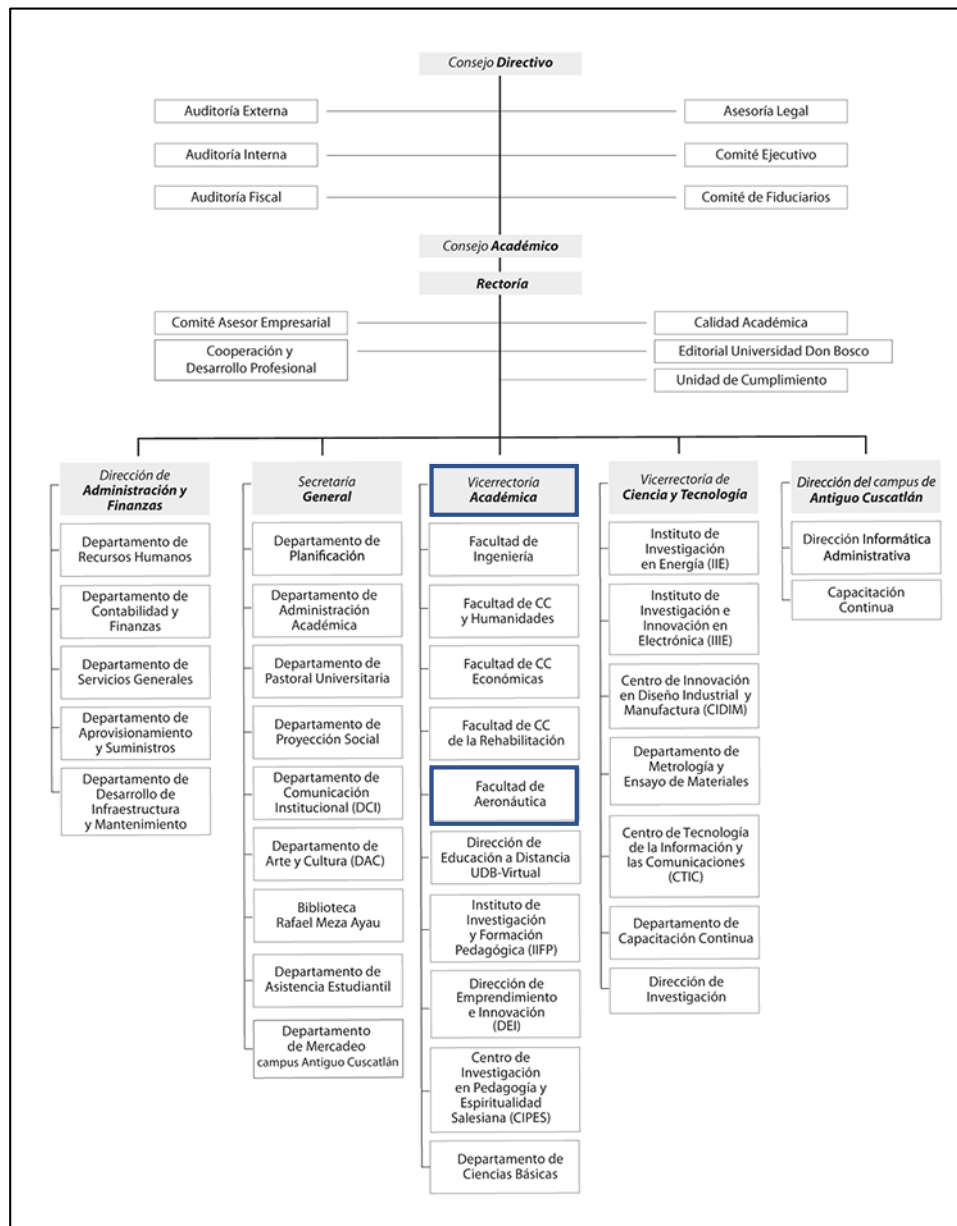 Consejo Directivo
Auditoría Externa
Asesoría Legal
Auditoría Interna
Comité Ejecutivo
Auditoría Fiscal
Comité de Fiduciarios
Consejo Académico
Rectoría
Comité Asesor Empresarial
Calidad Académica
Cooperación y
Desarrollo Profesional
Editorial Universidad Don Bosco
Unidad de Cumplimiento
Dirección de
Administración y
Finanzas
Departamento de
Recursos Humanos
Departamento de
Contabilidad y
Finanzas
Departamento de
Servicios Generales
Departamento de
Aprovisionamiento
y Suministros
Departamento de
Desarrollo de
Infraestructura
y Mantenimiento
Secretaría
General
Departamento de
Planificación
Departamento de
Administración
Académica
Departamento de
Pastoral Universitaria
Departamento de
Proyección Social
Departamento de
Comunicación
Institucional (DCI)
Departamento de
Arte y Cultura (DAC)
Biblioteca
Rafael Meza Ayau
Departamento de
Asistencia Estudiantil
Departamento
de Mercadeo
campus Antiguo Cuscatlán
Vicerrectoría
Académica
Facultad de
Ingeniería
Facultad de CC
y Humanidades
Facultad de CC
Económicas
Facultad de CC
de la Rehabilitación
Facultad de
Aeronáutica
Dirección de
Educación a Distancia
UDB-Virtual
Instituto de
Investigación
y Formación
Pedagógica (IIFP)
Dirección de
Emprendimiento
e Innovación
(DEI)
Centro de
Investigación
en Pedagogía y
Espiritualidad
Salesiana (CIPES)
Departamento de
Ciencias Básicas
Vicerrectoría de
Ciencia y Tecnología
Instituto de
Investigación
en Energía (IIE)
Instituto de
Investigación e
Innovación en
Electrónica (IIIE)
Centro de Innovación
en Diseño Industrial y
Manufactura (CIDIM)
Departamento de
Metrología y
Ensayo de Materiales
Centro de Tecnología
de la Información y
las Comunicaciones
(CTIC)
Departamento de
Capacitación Continua
Dirección de
Investigación
Dirección del campus de
Antiguo Cuscatlán
Dirección Informática
Administrativa
Capacitación
Continua